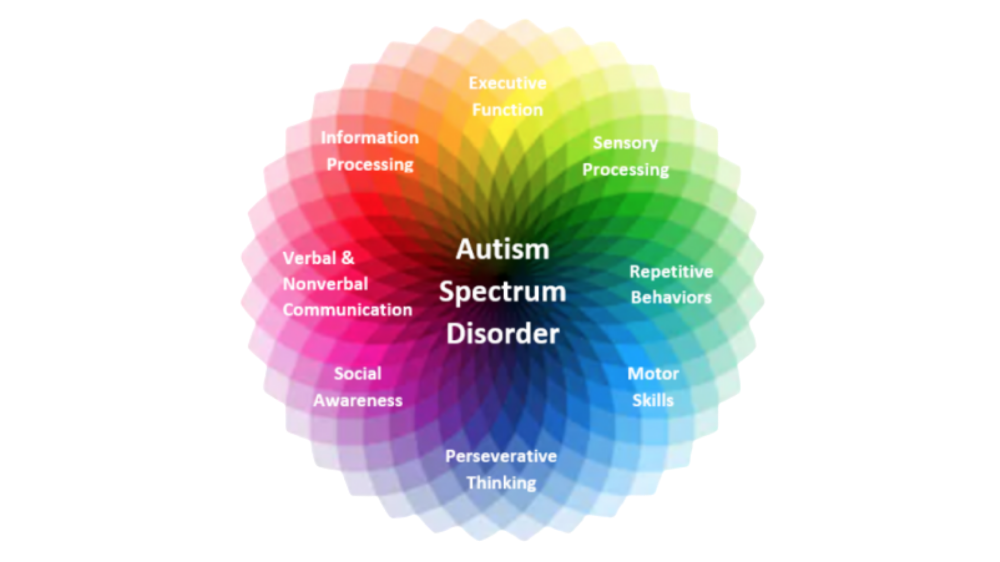 Executive
Function
Information
Processing
Sensory
Processing
Verbal &
Nonverbal
Communication
Autism
Spectrum
Disorder
Repetitive
Behaviors
Social
Awareness
Motor
Skills
Perseverative
Thinking